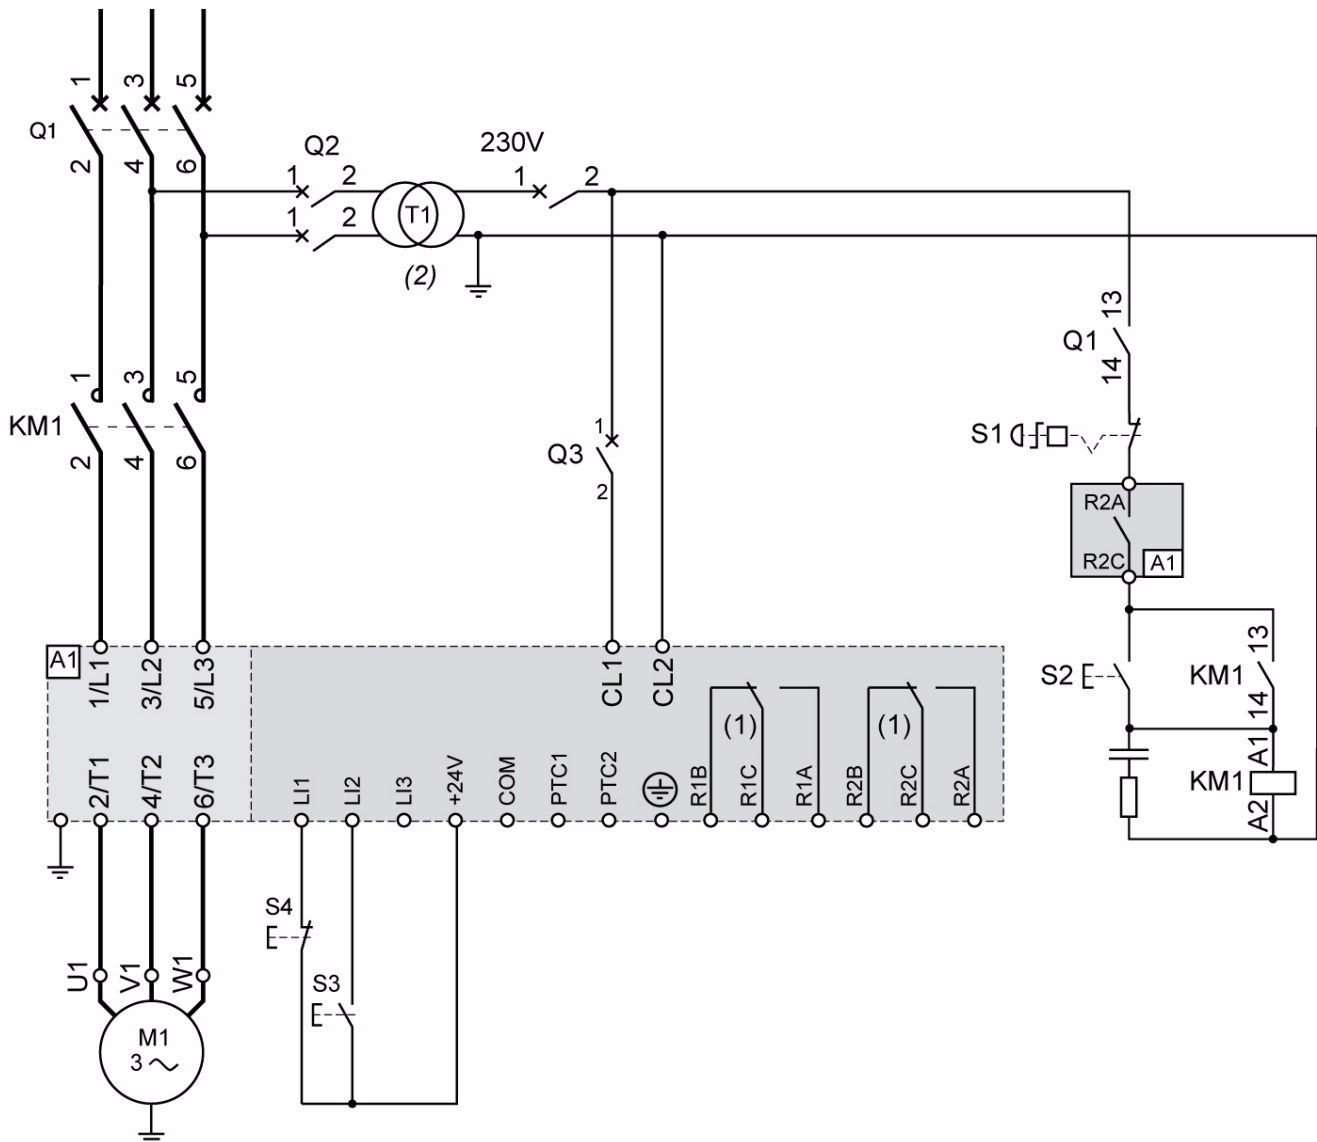 1 3 5
Q1
2 4 6
Q2
1 2
1 2
T1
(2)
230V
1 2
1 3 5
KM1
2 4 6
1
Q3
2
13
Q1
14
S1
R2A
R2C A1
13
S2 KM1
14
A1
KM1
A2
A1
1/L1 3/L2 5/L3 CL1 CL2
(1) (1)
2/T1 4/T2 6/T3 LI1 LI2 LI3 +24V COM PTC1 PTC2 R1B R1C R1A R2B R2C R2A
S4
S3
U1 V1 W1
M1
3